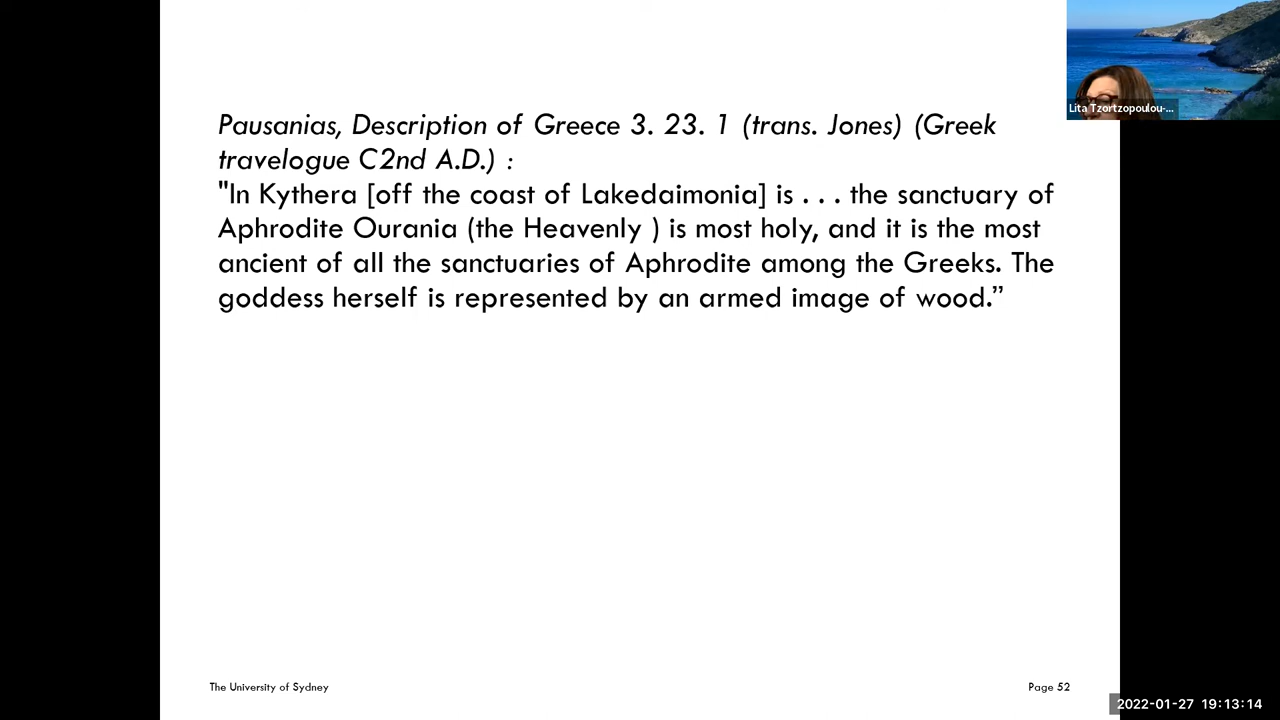 Lita Tzortzopoulou-...
Pausanias, Description of Greece 3. 23. 1 (trans. Jones) (Greek
travelogue C2nd A.D.) :
"In Kythera [off the coast of Lakedaimonia] is . . . the sanctuary of
Aphrodite Ourania (the Heavenly ) is most holy, and it is the most
ancient of all the sanctuaries of Aphrodite among the Greeks. The
goddess herself is represented by an armed image of wood.”
The University of Sydney
Page 52
2022-01-27 19:13:14